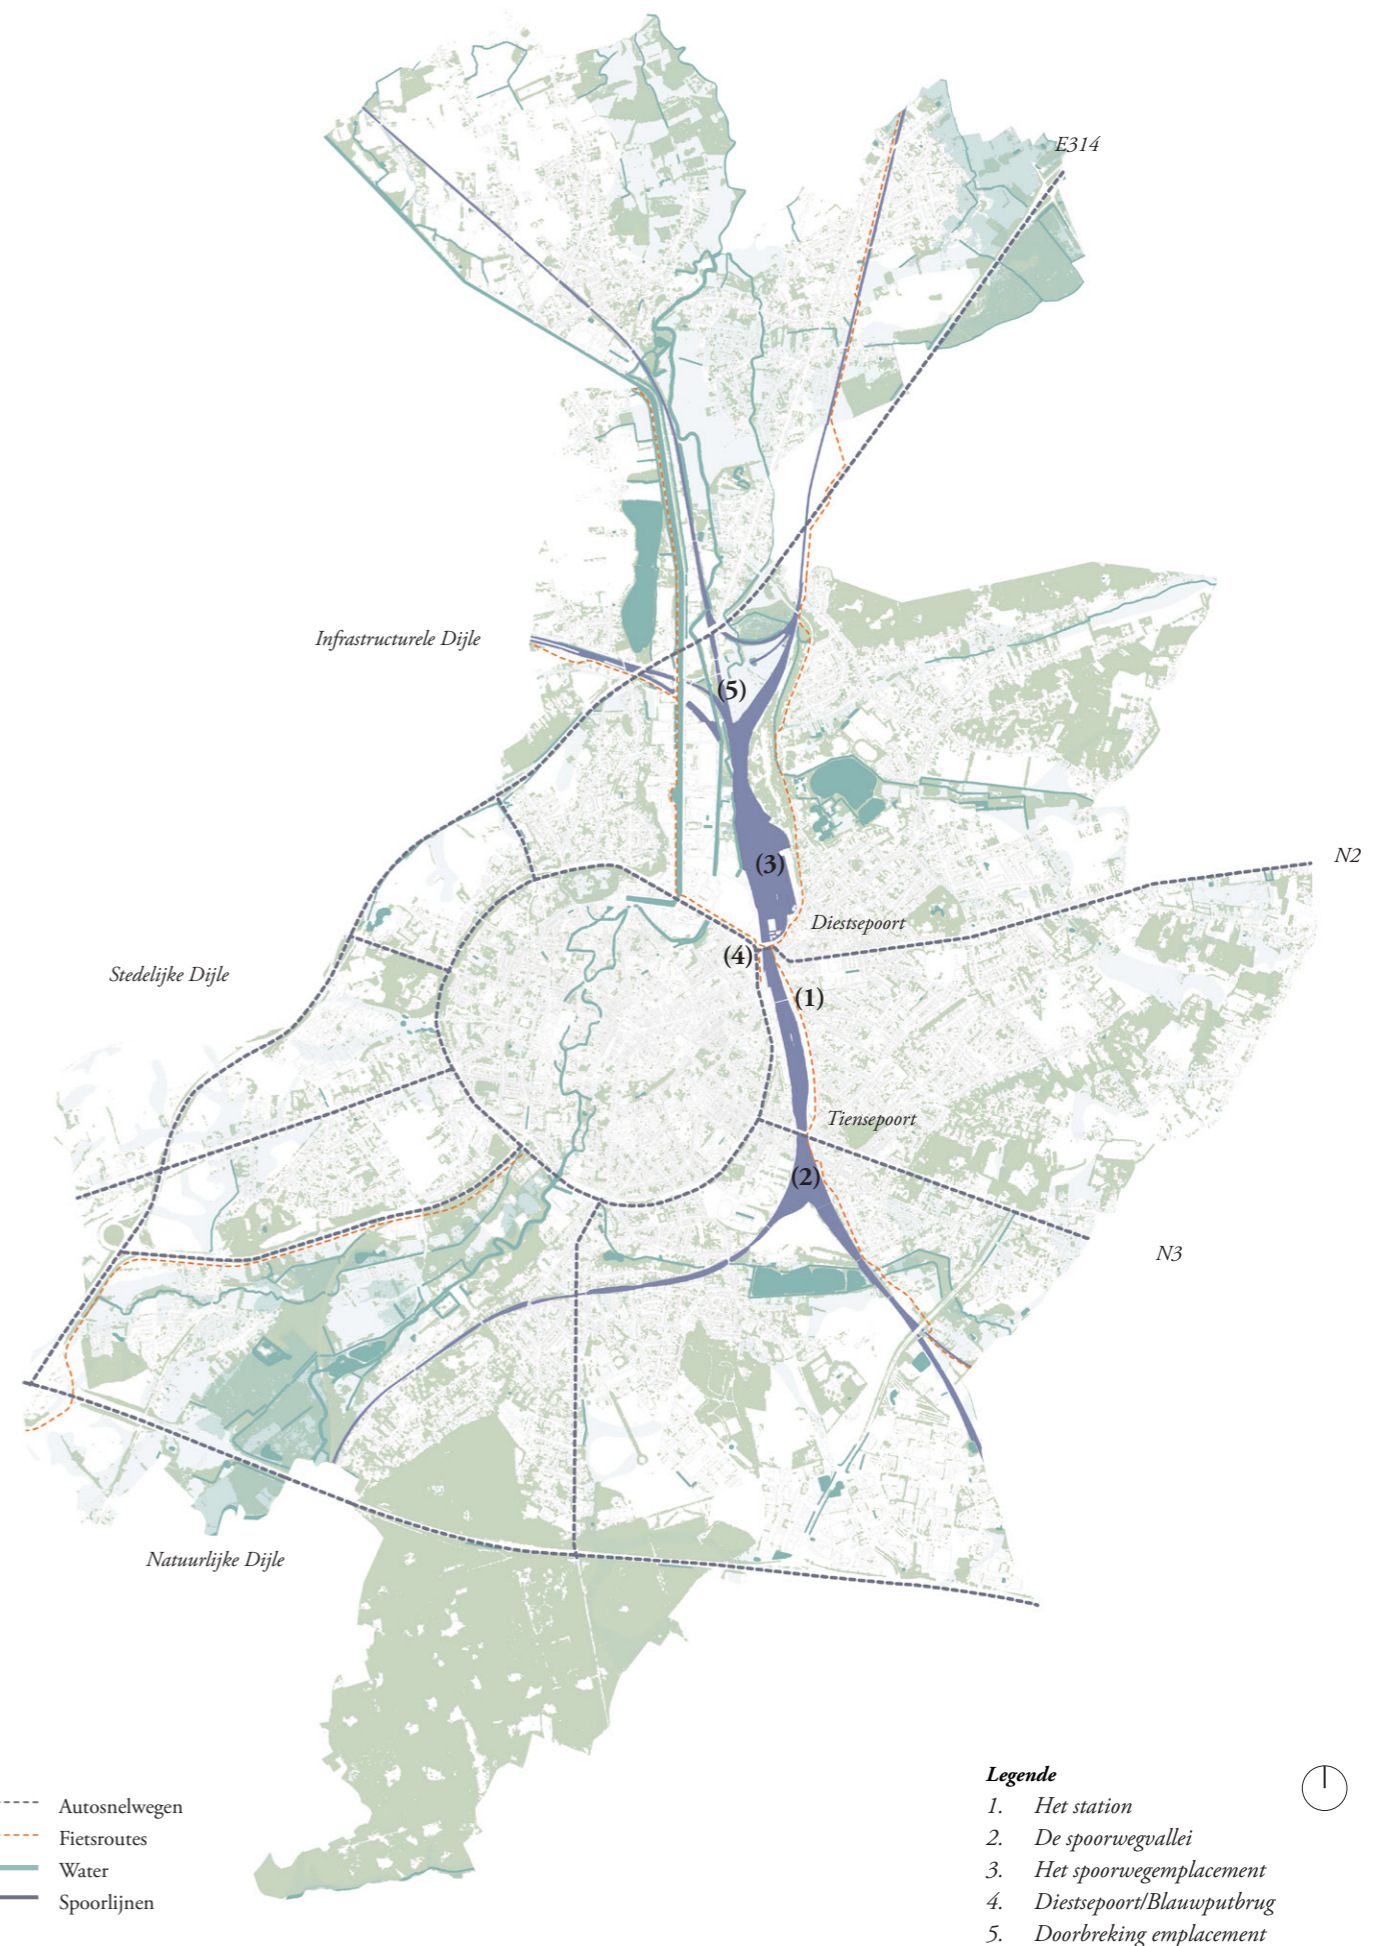 E314
Infrastructurele Dijle
(5)
N2
(3)
Diestsepoort
(4)
Stedelijke Dijle
(1)
Tiensepoort
(2)
N3
Natuurlijke Dijle
Autosnelwegen
Fietsroutes
Water
Spoorlijnen
Legende
1. Het station
2. De spoorwegvallei
3. Het spoorwegemplacement
4. Diestsepoort/Blauwputbrug
5. Doorbreking emplacement